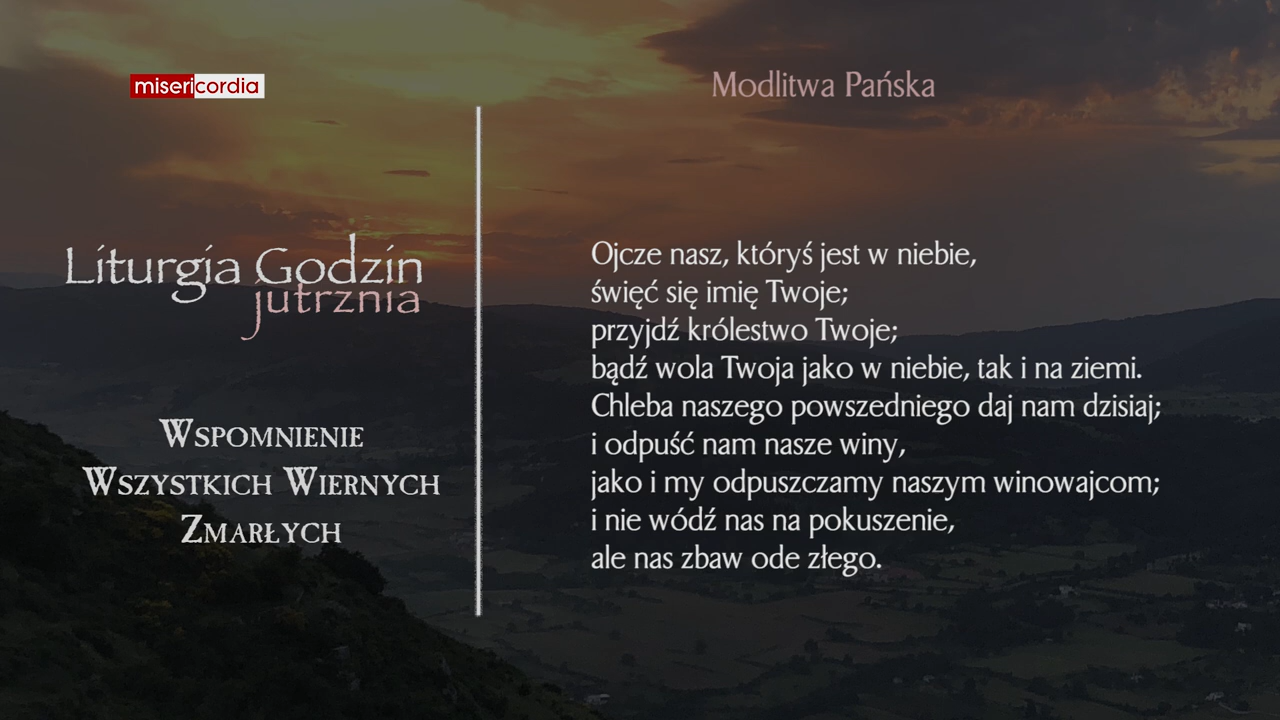 misericordia
Liturgia Godzin
jutrznia
Wspomnienie
Wszystkich Wiernych
Zmarłych
Modlitwa Pańska
Ojcze nasz, któryś jest w niebie,
święć się imię Twoje;
przyjdź królestwo Twoje;
bądź wola Twoja jako w niebie, tak i na ziemi.
Chleba naszego powszedniego daj nam dzisiaj;
i odpuść nam nasze winy,
jako i my odpuszczamy naszym winowajcom;
i nie wódź nas na pokuszenie,
ale nas zbaw ode złego.